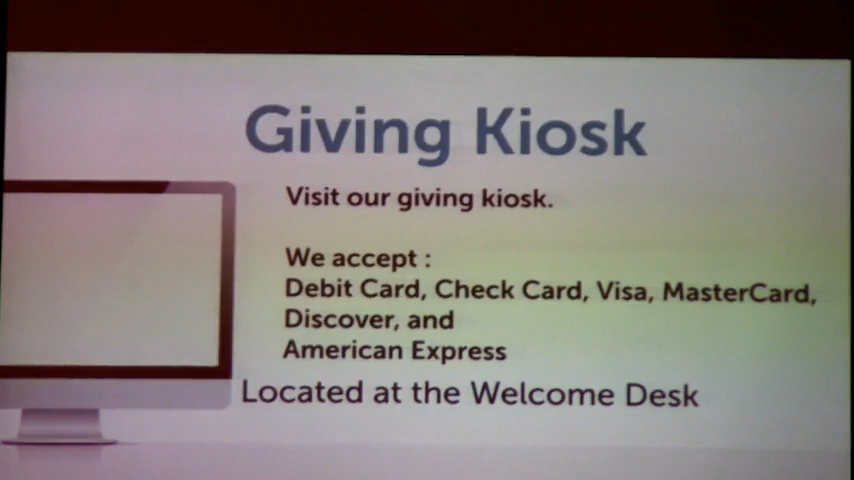 Giving Kiosk
Visit our giving kiosk.
We accept :
Debit Card, Check Card, Visa, MasterCard,
Discover, and
American Express
Located at the Welcome Desk